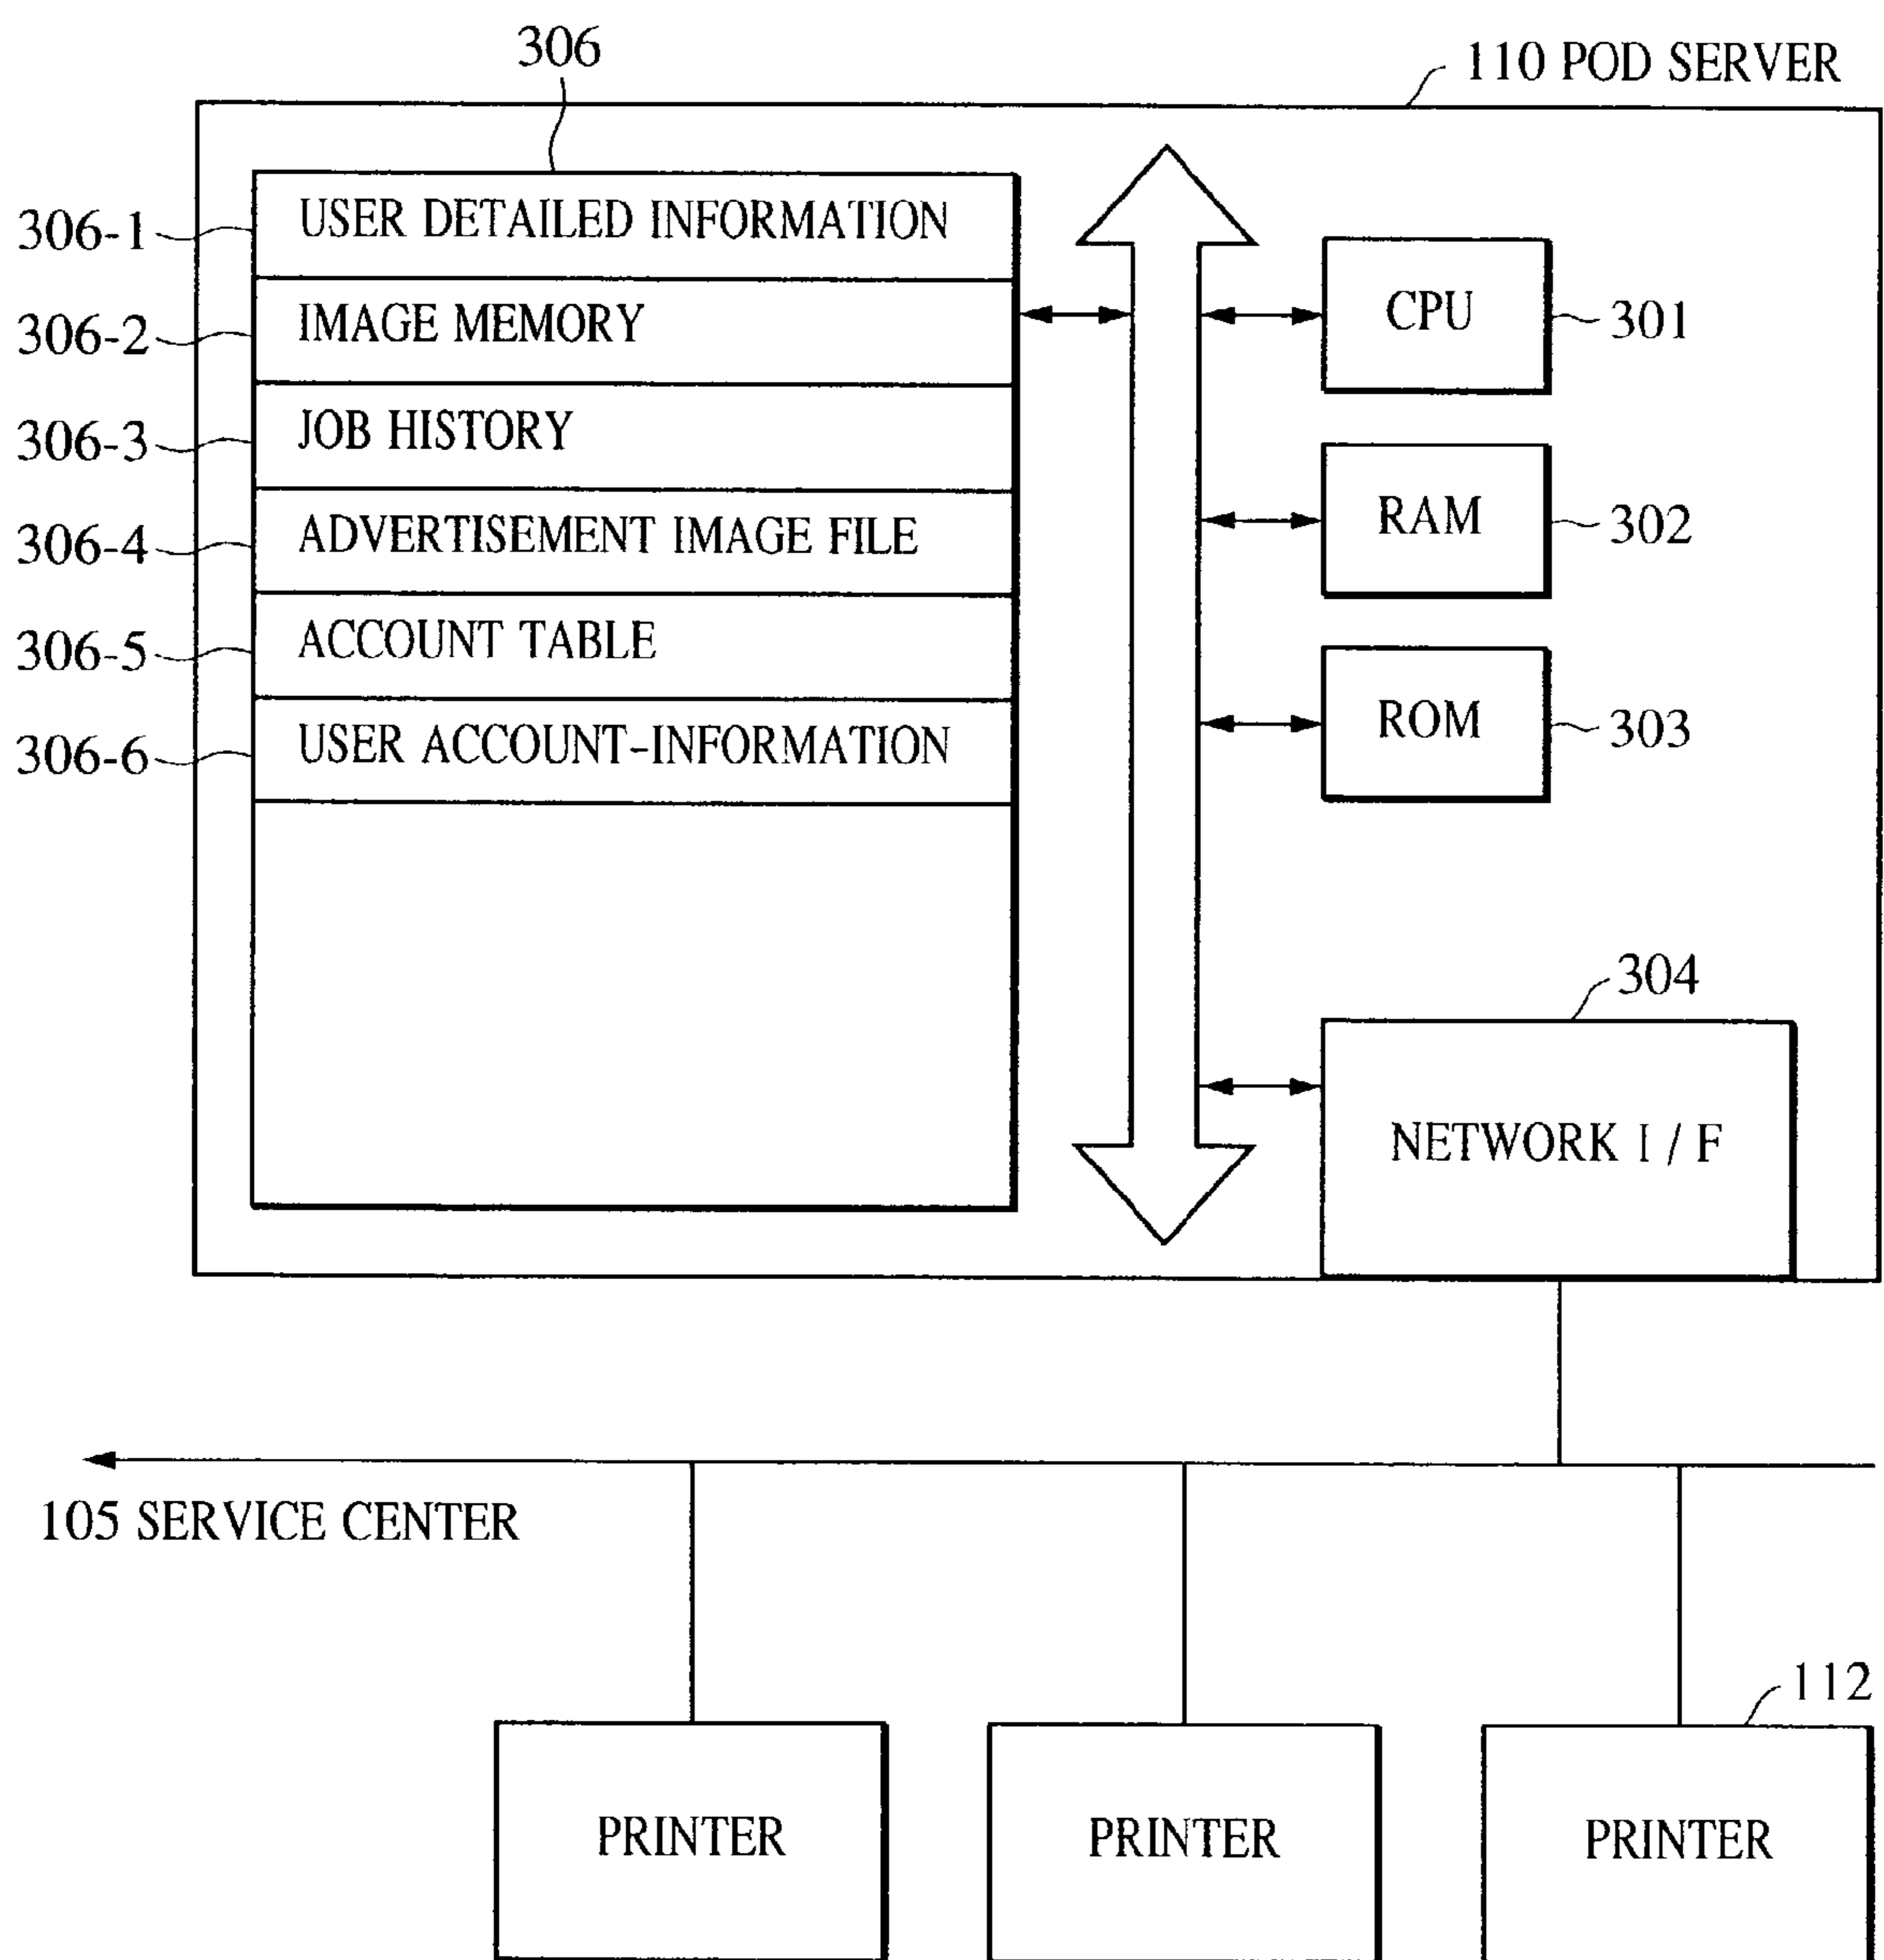 306
110 POD SERVER
306-1
USER DETAILED INFORMATION
306-2
IMAGE MEMORY
306-3
JOB HISTORY
306-4
ADVERTISEMENT IMAGE FILE
306-5
ACCOUNT TABLE
306-6
USER ACCOUNT-INFORMATION
CPU
301
RAM
302
ROM
303
304
NETWORK I / F
105 SERVICE CENTER
112
PRINTER
PRINTER
PRINTER